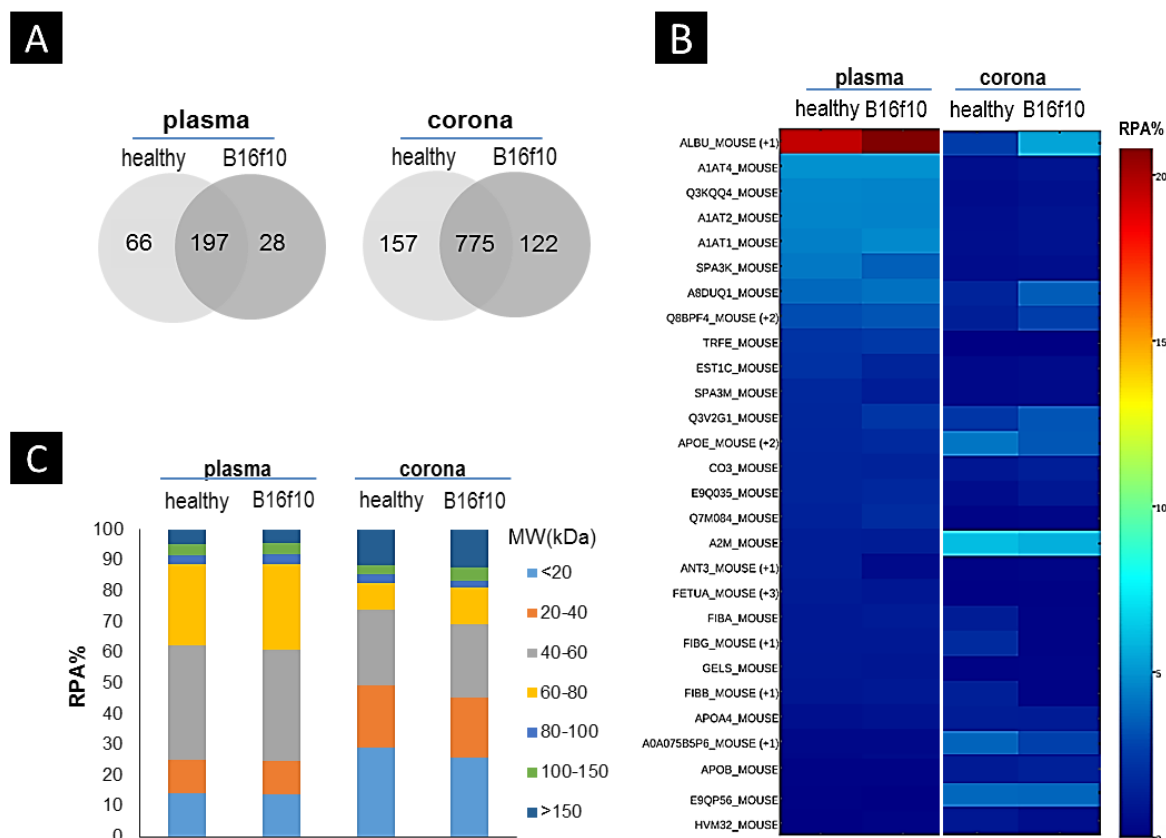 A
plasma
healthy B16f10
66 197 28
corona
healthy B16f10
157 775 122
B
plasma corona
healthy B16f10 healthy B16f10
RPA%
ALBU_MOUSE (+1)
A1AT4_MOUSE
Q3KQQ4_MOUSE
A1AT2_MOUSE
A1AT1_MOUSE
SPA3K_MOUSE
A8DUQ1_MOUSE
Q8BPF4_MOUSE (+2)
TRFE_MOUSE
EST1C_MOUSE
SPA3M_MOUSE
Q3V2G1_MOUSE
APOE_MOUSE (+2)
CO3_MOUSE
E9Q035_MOUSE
Q7M084_MOUSE
A2M_MOUSE
ANT3_MOUSE (+1)
FETUA_MOUSE (+3)
FIBA_MOUSE
FIBG_MOUSE (+1)
GELS_MOUSE
FIBB_MOUSE (+1)
APOA4_MOUSE
A0A075B5P6_MOUSE (+1)
APOB_MOUSE
E9QP56_MOUSE
HVM32_MOUSE
20
15
10
5
C
plasma corona
healthy B16f10 healthy B16f10
RPA%
100
90
80
70
60
50
40
30
20
10
0
MW(kDa)
<20
20-40
40-60
60-80
80-100
100-150
>150